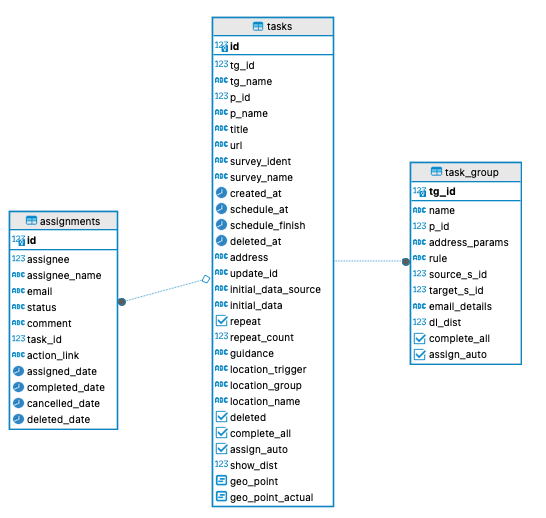 tasks
123 id
123 tg_id
ABC tg_name
123 p_id
ABC p_name
ABC title
ABC url
ABC survey_ident
ABC survey_name
created_at
schedule_at
schedule_finish
deleted_at
ABC address
ABC update_id
ABC initial_data_source
ABC initial_data
repeat
123 repeat_count
ABC guidance
ABC location_trigger
ABC location_group
ABC location_name
deleted
complete_all
assign_auto
123 show_dist
geo_point
geo_point_actual
assignments
123 id
123 assignee
ABC assignee_name
ABC email
ABC status
ABC comment
123 task_id
ABC action_link
assigned_date
completed_date
cancelled_date
deleted_date
task_group
123 tg_id
ABC name
123 p_id
ABC address_params
ABC rule
123 source_s_id
123 target_s_id
ABC email_details
123 dl_dist
complete_all
assign_auto